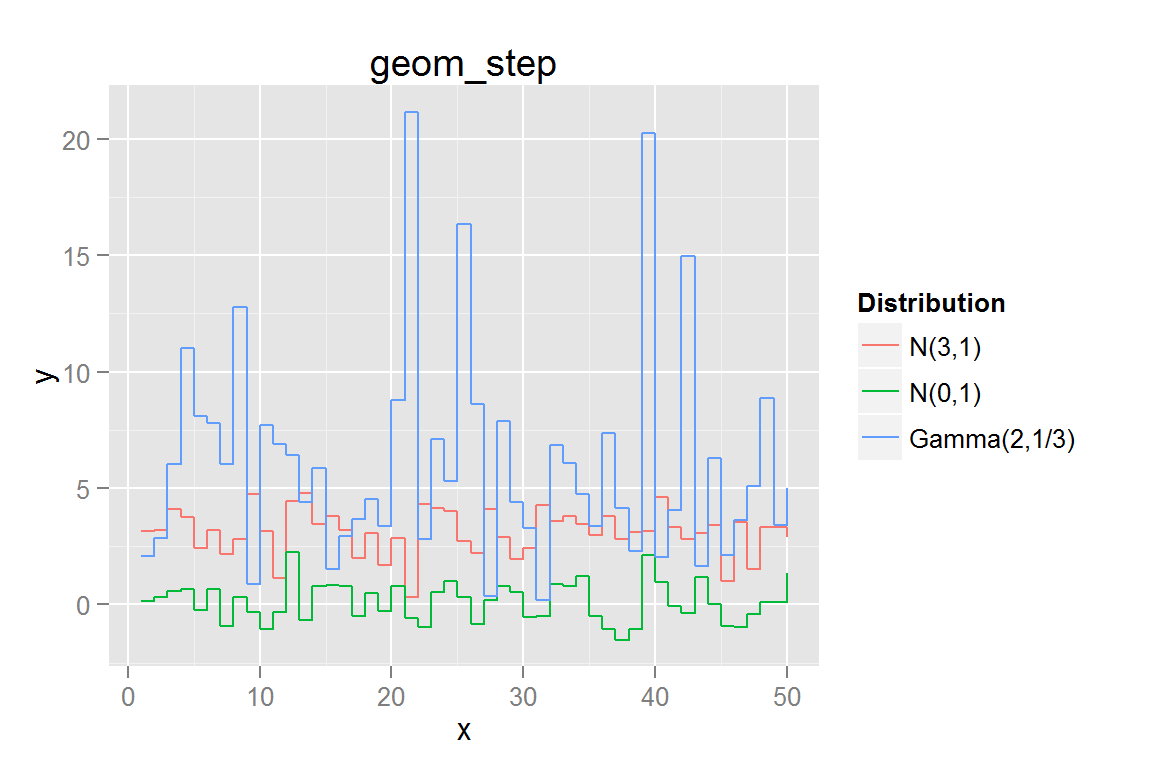 geom_step
20
15
10
5
0
y
0 10 20 30 40 50
x
Distribution
N(3,1)
N(0,1)
Gamma(2,1/3)